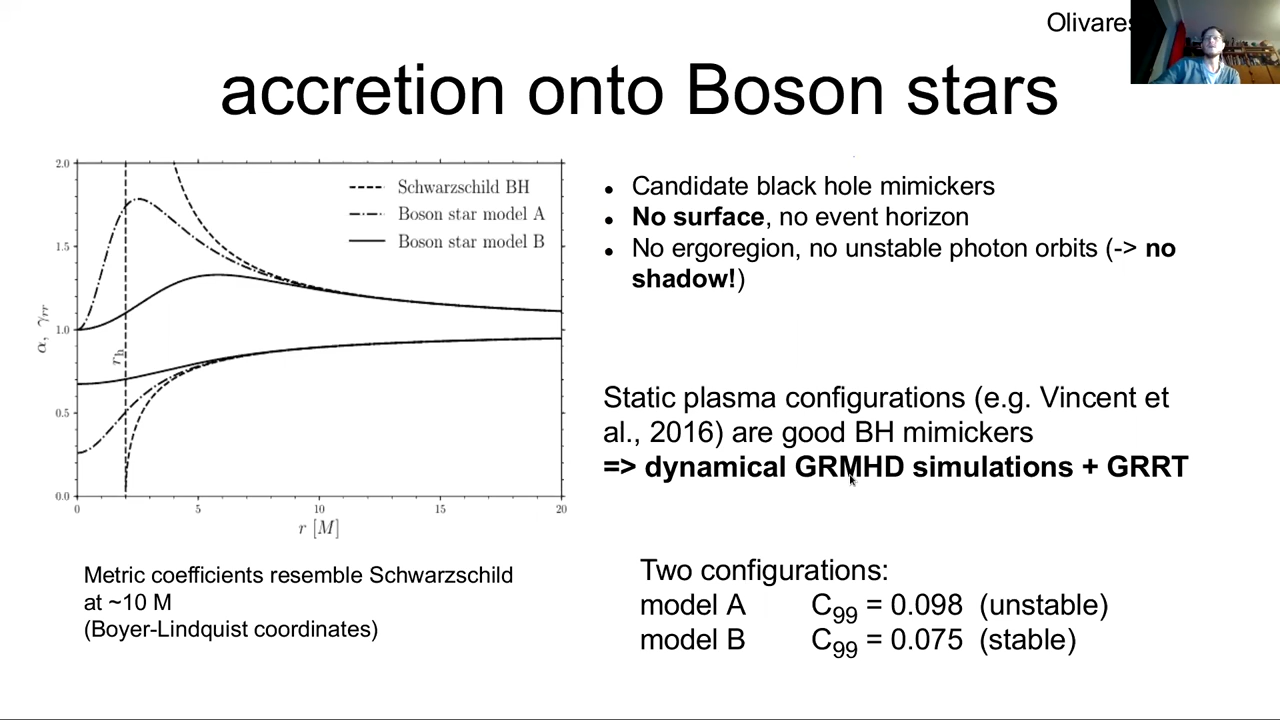 Olivares
accretion onto Boson stars
2.0
1.5
1.0
0.5
0.0
α, γrr
rh
Schwarzschild BH
Boson star model A
Boson star model B
0 5 10 15 20
r [M]
Metric coefficients resemble Schwarzschild
at ~10 M
(Boyer-Lindquist coordinates)
• Candidate black hole mimickers
• No surface, no event horizon
• No ergoregion, no unstable photon orbits (-> no
shadow!)
Static plasma configurations (e.g. Vincent et
al., 2016) are good BH mimickers
=> dynamical GRMHD simulations + GRRT
Two configurations:
model A C99 = 0.098 (unstable)
model B C99 = 0.075 (stable)